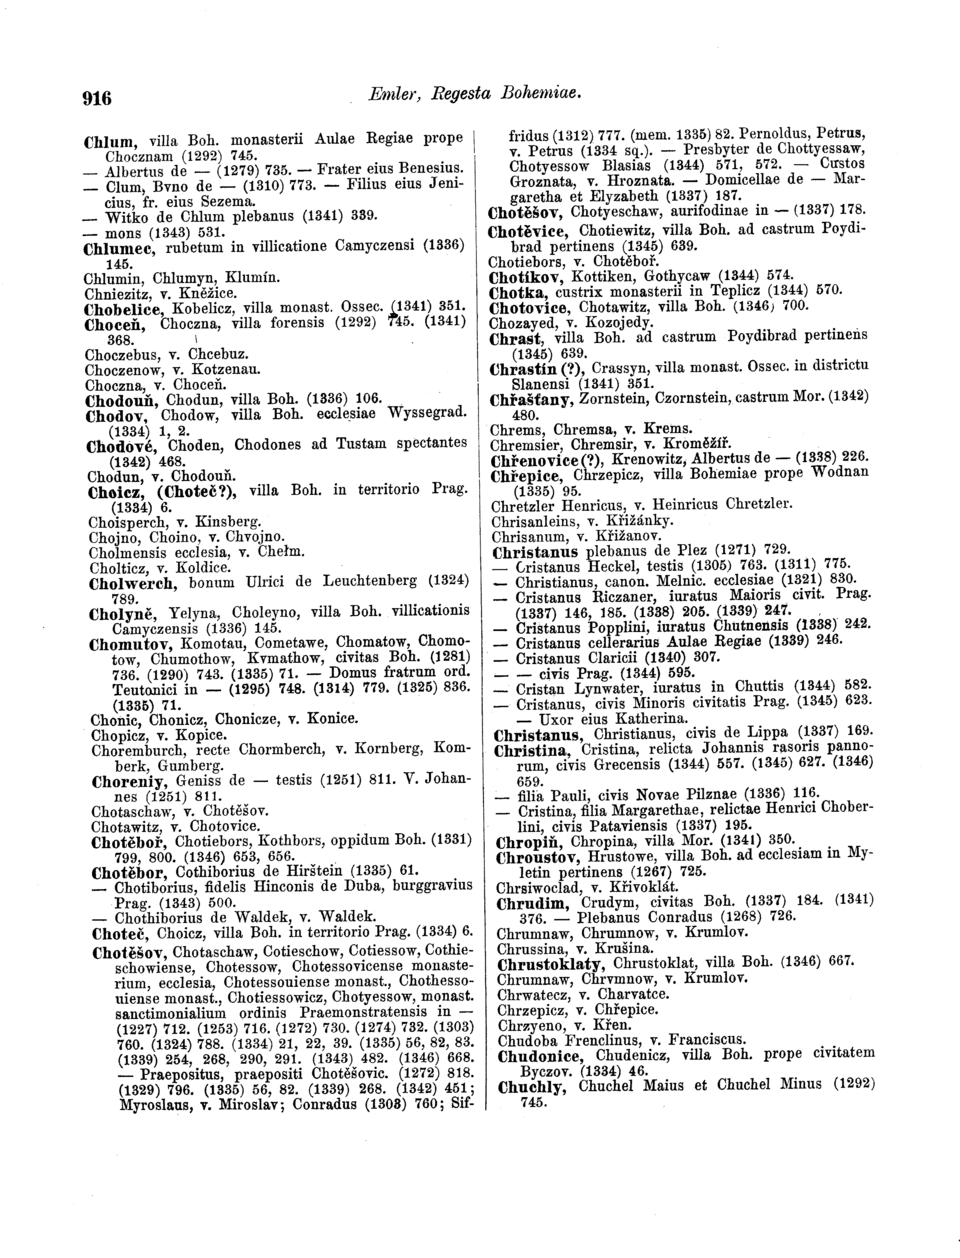 916
Emler, Regesta Bohemiae.
Chlum, villa Boh. monasterii Aulae Regiae prope
Chocznam (1292) 745.
— Albertus de — (1279) 735. — Frater eius Benesius.
— Clum, Bvno de — (1310) 773. — Filius eius Jeni-
cius, fr. eius Sezema.
— Witko de Chlum plebanus (1341) 339.
— mons (1343) 531.
Chlumec, rubetum in villicatione Camyczensi (1336)
145.
Chlumin, Chlumyn, Klumín.
Chniezitz, v. Kněžice.
Chobelice, Kobelicz, villa monast. Ossec. (1341) 351.
Choceň, Choczna, villa forensis (1292) 745. (1341)
368.
Choczebus, v. Chcebuz.
Choczenow, v. Kotzenau.
Choczna, v. Choceň.
Chodouň, Chodun, villa Boh. (1336) 106.
Chodov, Chodow, villa Boh. ecclesiae Wyssegrad.
(1334) 1, 2.
Chodové, Choden, Chodones ad Tustam spectantes
(1342) 468.
Chodun, v. Chodouň.
Choicz, (Choteč?), villa Boh. in territorio Prag.
(1334) 6.
Choisperch, v. Kinsberg.
Chojno, Choino, v. Chvojno.
Cholmensis ecclesia, v. Chełm.
Cholticz, v. Koldice.
Cholwerch, bonum Ulrici de Leuchtenberg (1324)
789.
Cholyně, Yelyna, Choleyno, villa Boh. villicationis
Camyczensis (1336) 145.
Chomutov, Komotau, Cometawe, Chomatow, Chomo-
tow, Chumothow, Kvmathow, civitas Boh. (1281)
736. (1290) 743. (1335) 71. — Domus fratrum ord.
Teutonici in — (1295) 748. (1314) 779. (1325) 836.
(1335) 71.
Chonic, Chonicz, Chonicze, v. Konice.
Chopicz, v. Kopice.
Choremburch, recte Chormberch, v. Kornberg, Kom-
berk, Gumberg.
Choreniy, Geniss de — testis (1251) 811. V. Johan-
nes (1251) 811.
Chotaschaw, v. Chotěšov.
Chotawitz, v. Chotovice.
Chotěboř, Chotiebors, Kothbors, oppidum Boh. (1331)
799, 800. (1346) 653, 656.
Chotěbor, Cothiborius de Hirštein (1335) 61.
— Chotiborius, fidelis Hinconis de Duba, burggravius
Prag. (1343) 500.
— Chothiborius de Waldek, v. Waldek.
Choteč, Choicz, villa Boh. in territorio Prag. (1334) 6.
Chotěšov, Chotaschaw, Cotieschow, Cotiessow, Cothie-
schowiense, Chotessow, Chotessovicense monaste-
rium, ecclesia, Chotessouiense monast., Chothesso-
uiense monast., Chotiessowicz, Chotyessow, monast.
sanctimonialium ordinis Praemonstratensis in —
(1227) 712. (1253) 716. (1272) 730. (1274) 732. (1303)
760. (1324) 788. (1334) 21, 22, 39. (1335) 56, 82, 83.
(1339) 254, 268, 290, 291. (1343) 482. (1346) 668.
— Praepositus, praepositi Chotěšovic. (1272) 818.
(1329) 796. (1335) 56, 82. (1339) 268. (1342) 451;
Myroslaus, v. Miroslav; Conradus (1303) 760; Sif-
fridus (1312) 777. (mem. 1335) 82. Pernoldus, Petrus,
v. Petrus (1334 sq.). — Presbyter de Chottyessaw,
Chotyessow Blasias (1344) 571, 572. — Custos
Groznata, v. Hroznata. — Domicellae de — Mar-
garetha et Elyzabeth (1337) 187.
Chotěšov, Chotyeschaw, aurifodinae in — (1337) 178.
Chotěvice, Chotiewitz, villa Boh. ad castrum Poydi-
brad pertinens (1345) 639.
Chotiebors, v. Chotěboř.
Chotíkov, Kottiken, Gothycaw (1344) 574.
Chotka, custrix monasterii in Teplicz (1344) 570.
Chotovice, Chotawitz, villa Boh. (1346) 700.
Chozayed, v. Kozojedy.
Chrast, villa Boh. ad castrum Poydibrad pertinens
(1345) 639.
Chrastín (?), Crassyn, villa monast. Ossec. in districtu
Slanensi (1341) 351.
Chřašťany, Zornstein, Czornstein, castrum Mor. (1342)
480.
Chrems, Chremsa, v. Krems.
Chremsier, Chremsir, v. Kroměžíř.
Chřenovice (?), Krenowitz, Albertus de — (1338) 226.
Chřepice, Chrzepicz, villa Bohemiae prope Wodnan
(1335) 95.
Chretzler Henricus, v. Heinricus Chretzler.
Chrisanleins, v. Křižánky.
Chrisanum, v. Křižanov.
Christanus plebanus de Plez (1271) 729.
— Cristanus Heckel, testis (1305) 763. (1311) 775.
— Christianus, canon. Melnic. ecclesiae (1321) 830.
— Cristanus Riczaner, iuratus Maioris civit. Prag.
(1337) 146, 185. (1338) 205. (1339) 247.
— Cristanus Popplini, iuratus Chutnensis (1338) 242.
— Cristanus cellerarius Aulae Regiae (1339) 246.
— Cristanus Claricii (1340) 307.
— — civis Prag. (1344) 595.
— Cristan Lynwater, iuratus in Chuttis (1344) 582.
— Cristanus, civis Minoris civitatis Prag. (1345) 623.
— Uxor eius Katherina.
Christanus, Christianus, civis de Lippa (1337) 169.
Christina, Cristina, relicta Johannis rasoris panno-
rum, civis Grecensis (1344) 557. (1345) 627. (1346)
659.
— filia Pauli, civis Novae Pilznae (1336) 116.
— Cristina, filia Margarethae, relictae Henrici Chober-
lini, civis Pataviensis (1337) 195.
Chropiň, Chropina, villa Mor. (1341) 350.
Chroustov, Hrustowe, villa Boh. ad ecclesiam in My-
letin pertinens (1267) 725.
Chrsiwoclad, v. Křivoklát.
Chrudim, Crudym, civitas Boh. (1337) 184. (1341)
376. — Plebanus Conradus (1268) 726.
Chrumnaw, Chrumnow, v. Krumlov.
Chrussina, v. Krušina.
Chrustoklaty, Chrustoklat, villa Boh. (1346) 667.
Chrumnaw, Chrvmnow, v. Krumlov.
Chrwatecz, v. Charvatce.
Chrzepicz, v. Chřepice.
Chrzyeno, v. Křen.
Chudoba Frenclinus, v. Franciscus.
Chudonice, Chudenicz, villa Boh. prope civitatem
Byczov. (1334) 46.
Chuchly, Chuchel Maius et Chuchel Minus (1292)
745.